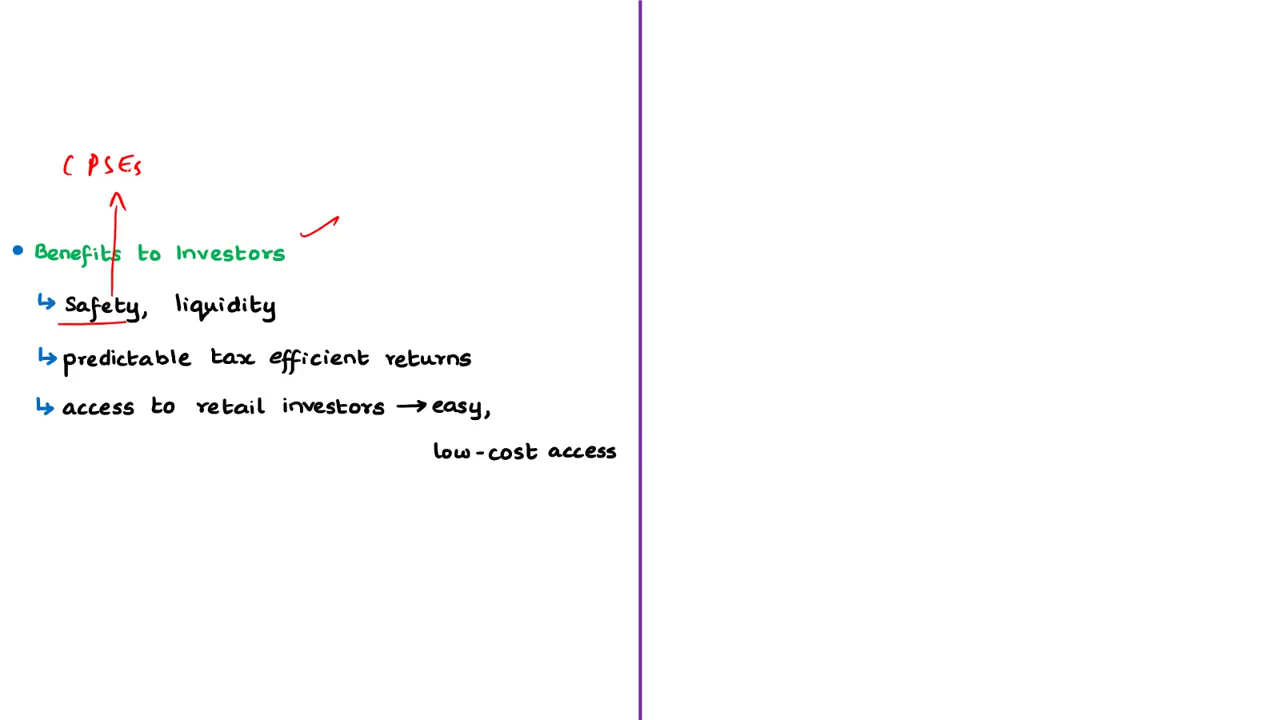 CPSEs
• Benefits to Investors
↳ Safety, liquidity
↳ predictable tax efficient returns
↳ access to retail investors → easy,
low-cost access